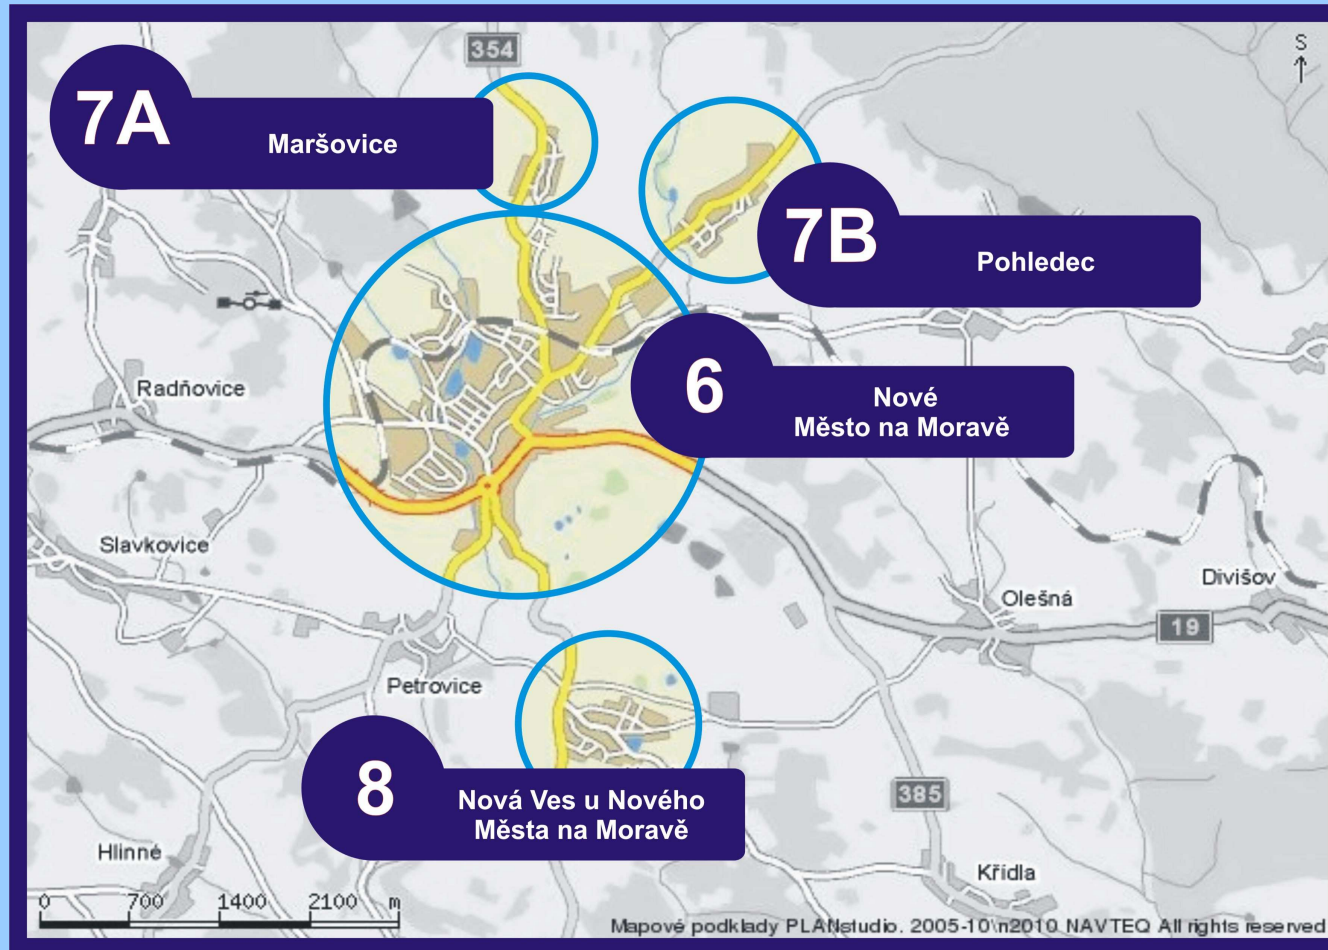 354
S
7A
Maršovice
7B
Pohledec
6
Nové
Město na Moravě
Radňovice
Slavkovice
Divišov
Olešná
19
Petrovice
8
Nová Ves u Nového
Města na Moravě
385
Hlinné
Křídla
0 700 1400 2100 m
Mapové podklady PLANstudio. 2005-10\n2010 NAVTEQ All rights reserved